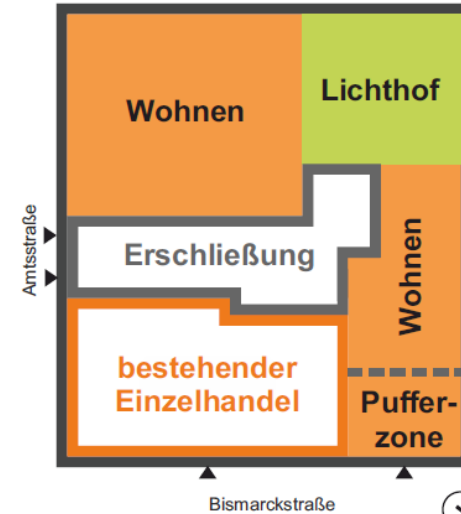 Wohnen
Lichthof
Amtsstraße
Erschließung
Wohnen
bestehender
Einzelhandel
Puffer-
zone
Bismarckstraße